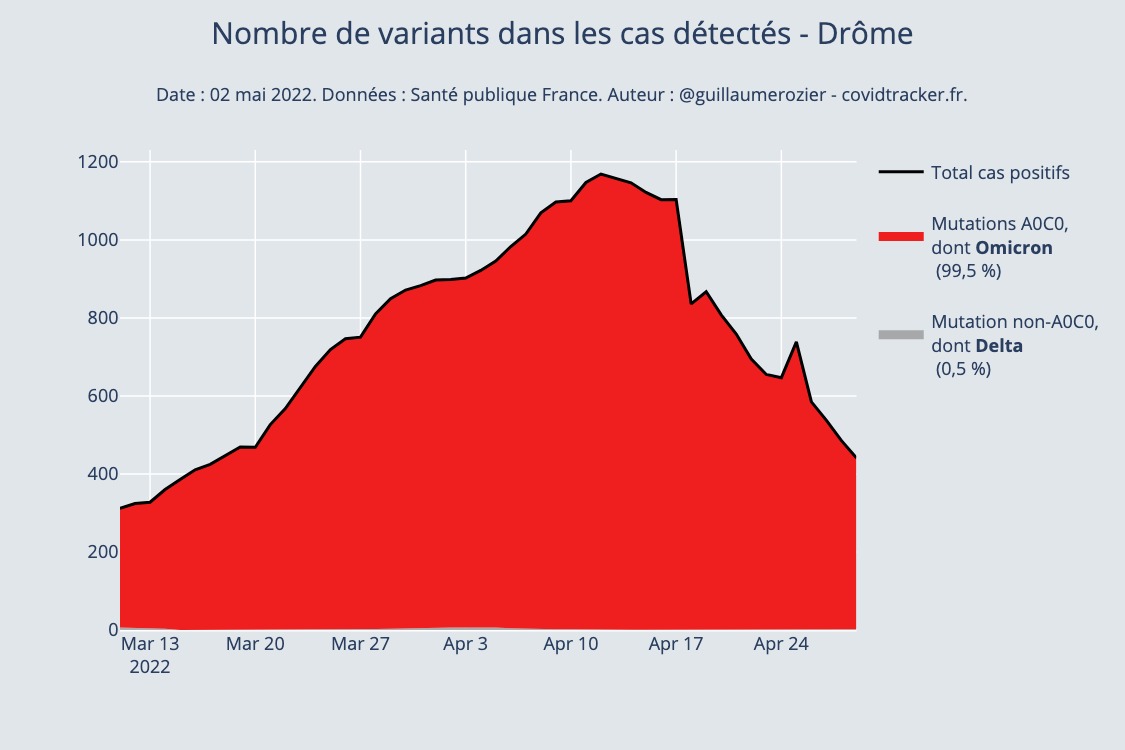 Nombre de variants dans les cas détectés - Drôme
Date : 02 mai 2022. Données : Santé publique France. Auteur : @guillaumerozier - covidtracker.fr.
1200
1000
800
600
400
200
0
Mar 13
2022
Mar 20
Mar 27
Apr 3
Apr 10
Apr 17
Apr 24
Total cas positifs
Mutations A0C0,
dont Omicron
(99,5 %)
Mutation non-A0C0,
dont Delta
(0,5 %)